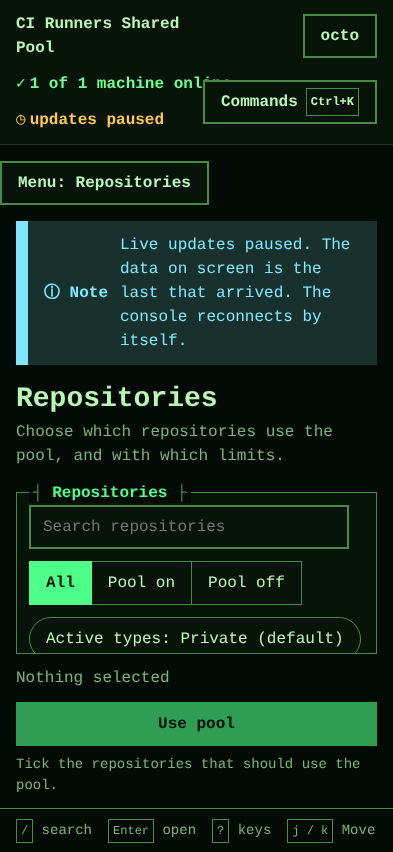 CI Runners Shared
Pool
octo
✓ 1 of 1 machine online
Commands Ctrl+K
◷ updates paused
Menu: Repositories
ⓘ Note
Live updates paused. The
data on screen is the
last that arrived. The
console reconnects by
itself.
Repositories
Choose which repositories use the
pool, and with which limits.
┤ Repositories ├
Search repositories
All Pool on Pool off
Active types: Private (default)
Nothing selected
Use pool
Tick the repositories that should use the
pool.
/ search Enter open ? keys j / k Move